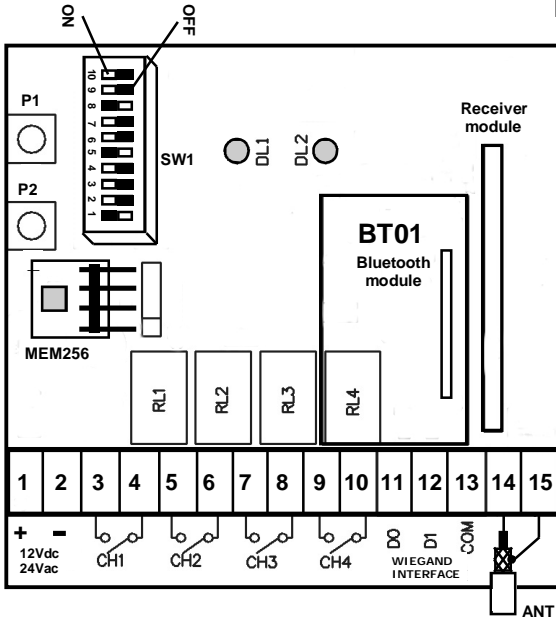 ON
OFF
P1
10
9
8
7
6
5
4
3
2
1
SW1
DL1
DL2
Receiver
module
P2
BT01
Bluetooth
module
MEM256
RL1
RL2
RL3
RL4
1 2 3 4 5 6 7 8 9 10 11 12 13 14 15
+ -
12Vdc
24Vac
CH1
CH2
CH3
CH4
D0
D1
COM
WIEGAND
INTERFACE
ANT